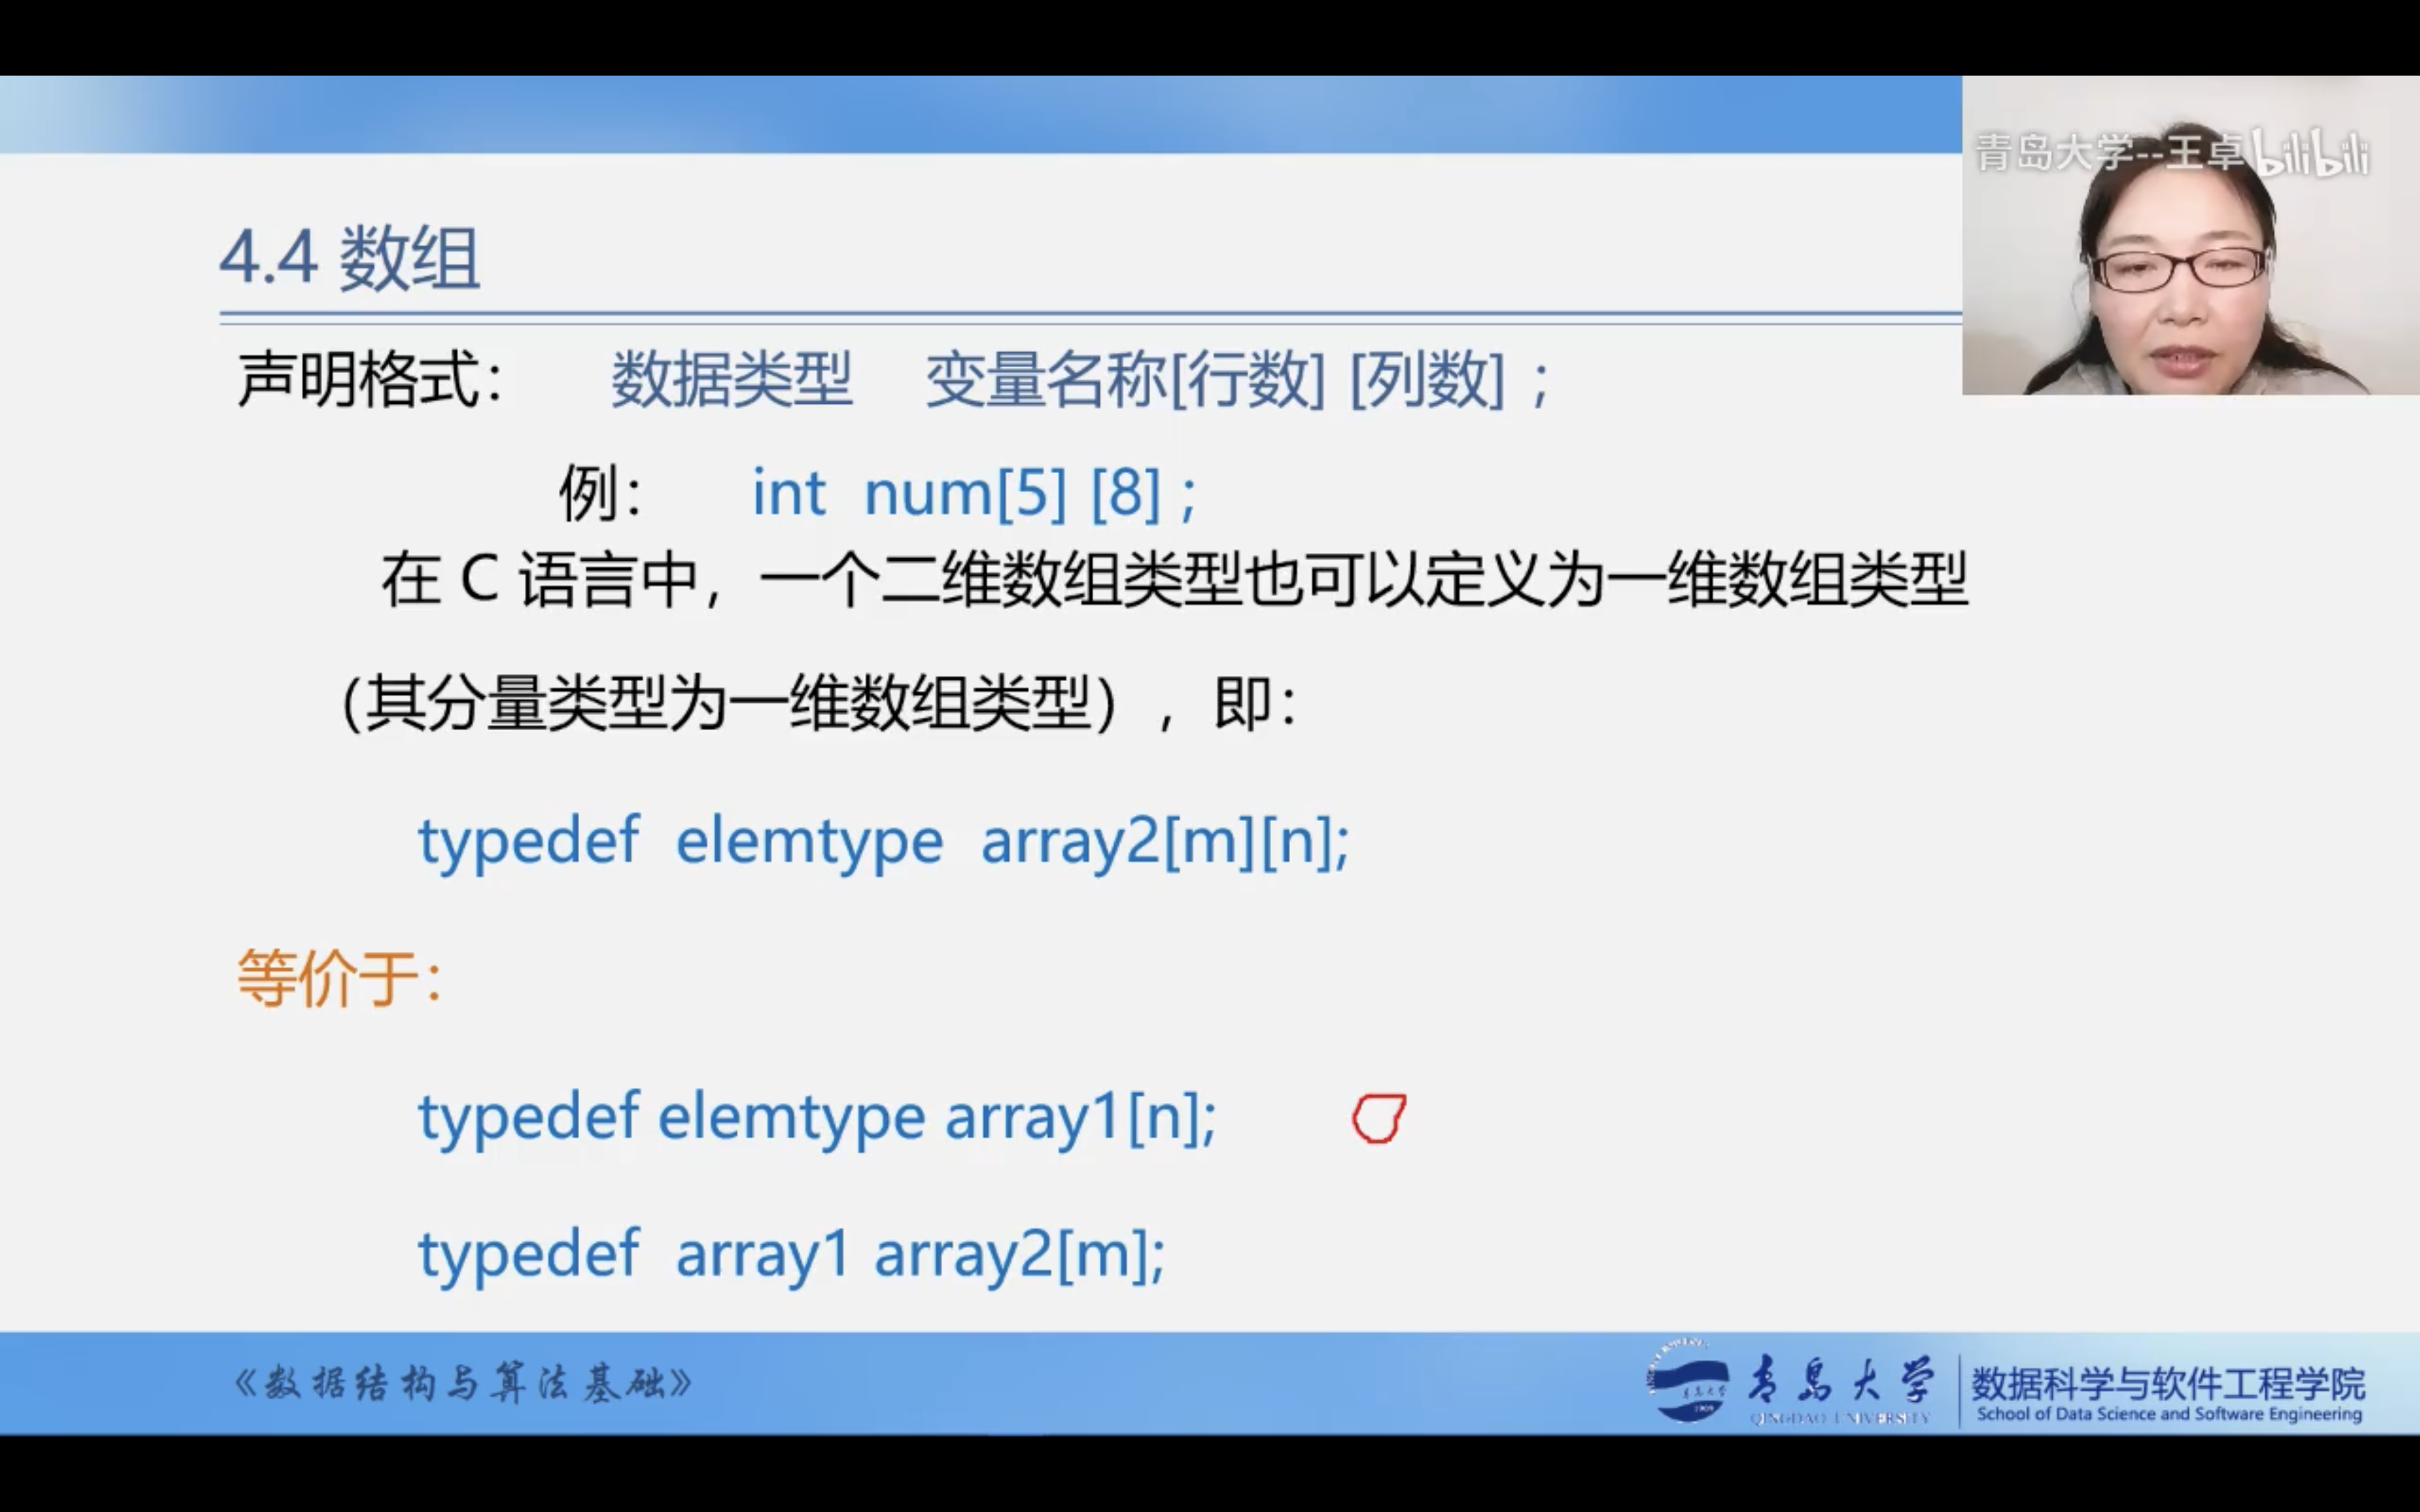 青岛大学--王卓 bilibili
4.4 数组
声明格式： 数据类型 变量名称[行数] [列数] ；
例： int num[5] [8] ;
在 C 语言中，一个二维数组类型也可以定义为一维数组类型
（其分量类型为一维数组类型），即：
typedef elemtype array2[m][n];
等价于：
typedef elemtype array1[n];
typedef array1 array2[m];
《数据结构与算法基础》
青岛大学
QINGDAO UNIVERSITY
数据科学与软件工程学院
School of Data Science and Software Engineering